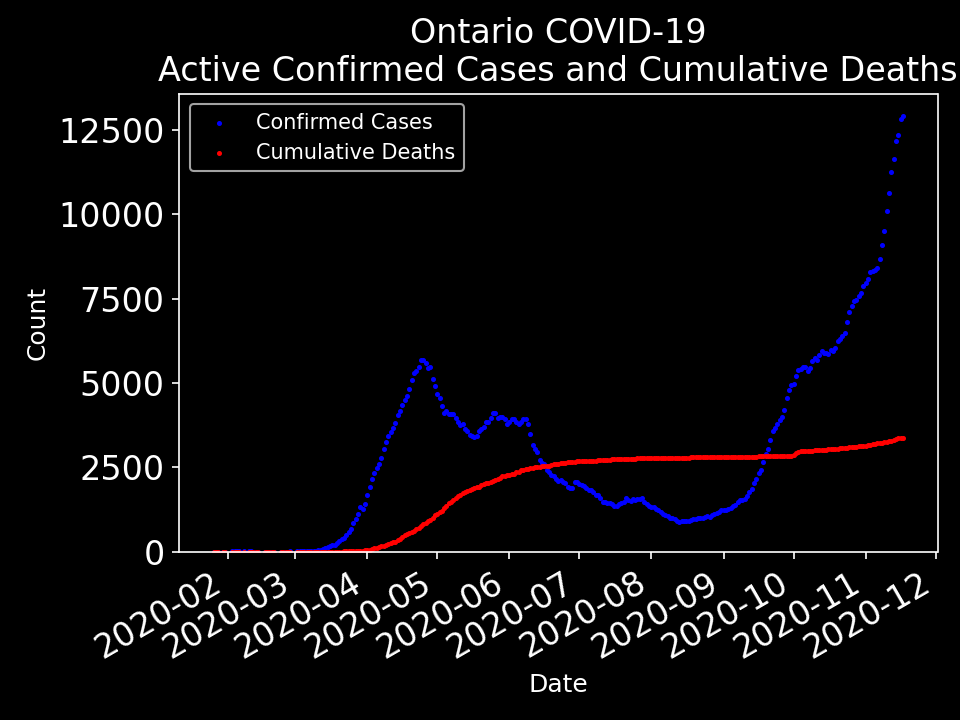 Ontario COVID-19
Active Confirmed Cases and Cumulative Deaths
Confirmed Cases
Cumulative Deaths
12500
10000
7500
5000
2500
0
Count
2020-02
2020-03
2020-04
2020-05
2020-06
2020-07
2020-08
2020-09
2020-10
2020-11
2020-12
Date